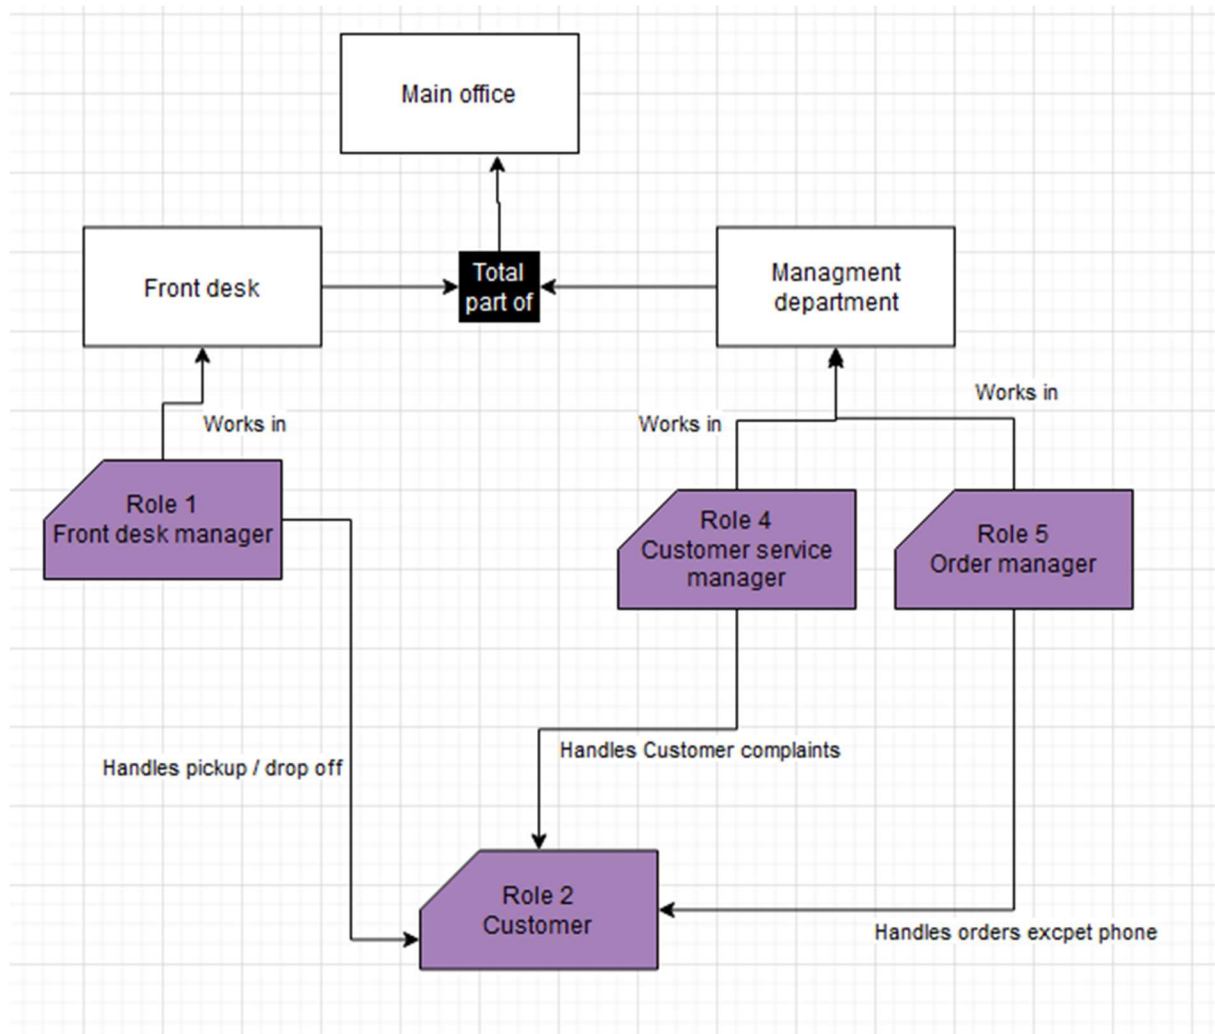 Main office
Front desk
Total
part of
Managment
department
Works in
Works in
Works in
Role 1
Front desk manager
Role 4
Customer service
manager
Role 5
Order manager
Handles pickup / drop off
Handles Customer complaints
Role 2
Customer
Handles orders excpet phone